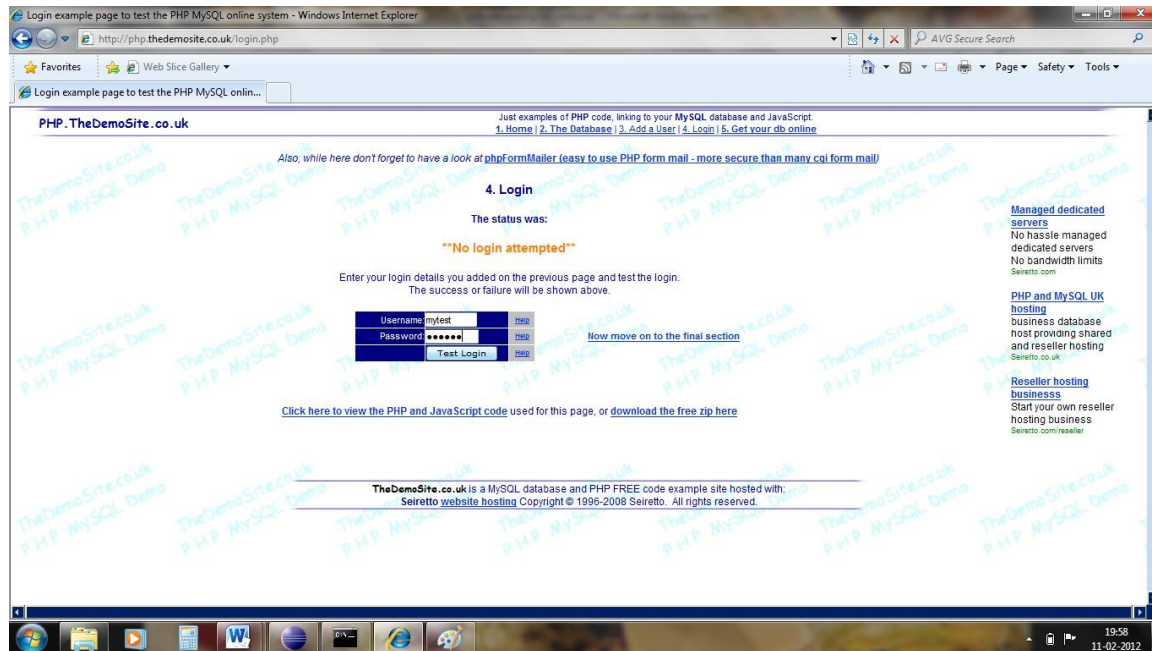 Login example page to test the PHP MySQL online system - Windows Internet Explorer
http://php.thedemosite.co.uk/login.php
AVG Secure Search
Favorites Web Slice Gallery
Page Safety Tools
Login example page to test the PHP MySQL onlin...
PHP.TheDemoSite.co.uk
Just examples of PHP code, linking to your MySQL database and JavaScript.
1. Home | 2. The Database | 3. Add a User | 4. Login | 5. Get your db online
Also, while here don't forget to have a look at phpFormMailer (easy to use PHP form mail - more secure than many cgi form mail)
4. Login
The status was:
**No login attempted**
Enter your login details you added on the previous page and test the login.
The success or failure will be shown above.
Username: mytest Help
Password: •••••• Help
Test Login Help
Now move on to the final section
Click here to view the PHP and JavaScript code used for this page, or download the free zip here
Managed dedicated
servers
No hassle managed
dedicated servers
No bandwidth limits
Seiretto.com
PHP and MySQL UK
hosting
business database
host providing shared
and reseller hosting
Seiretto.co.uk
Reseller hosting
businesss
Start your own reseller
hosting business
Seiretto.com/reseller
TheDemoSite.co.uk is a MySQL database and PHP FREE code example site hosted with:
Seiretto website hosting Copyright © 1996-2008 Seiretto. All rights reserved.
TheDemoSite.co.uk
PHP MySQL Demo
19:58
11-02-2012